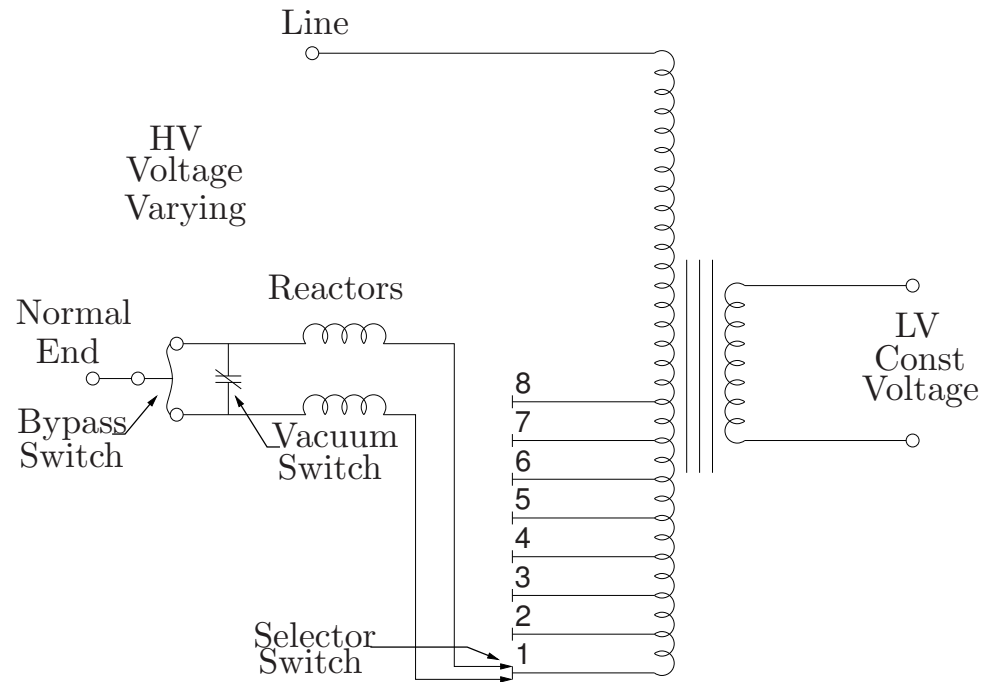 Line
HV
Voltage
Varying
Reactors
Normal
End
LV
Const
Voltage
Bypass
Switch
Vacuum
Switch
8
7
6
5
4
3
2
1
Selector
Switch